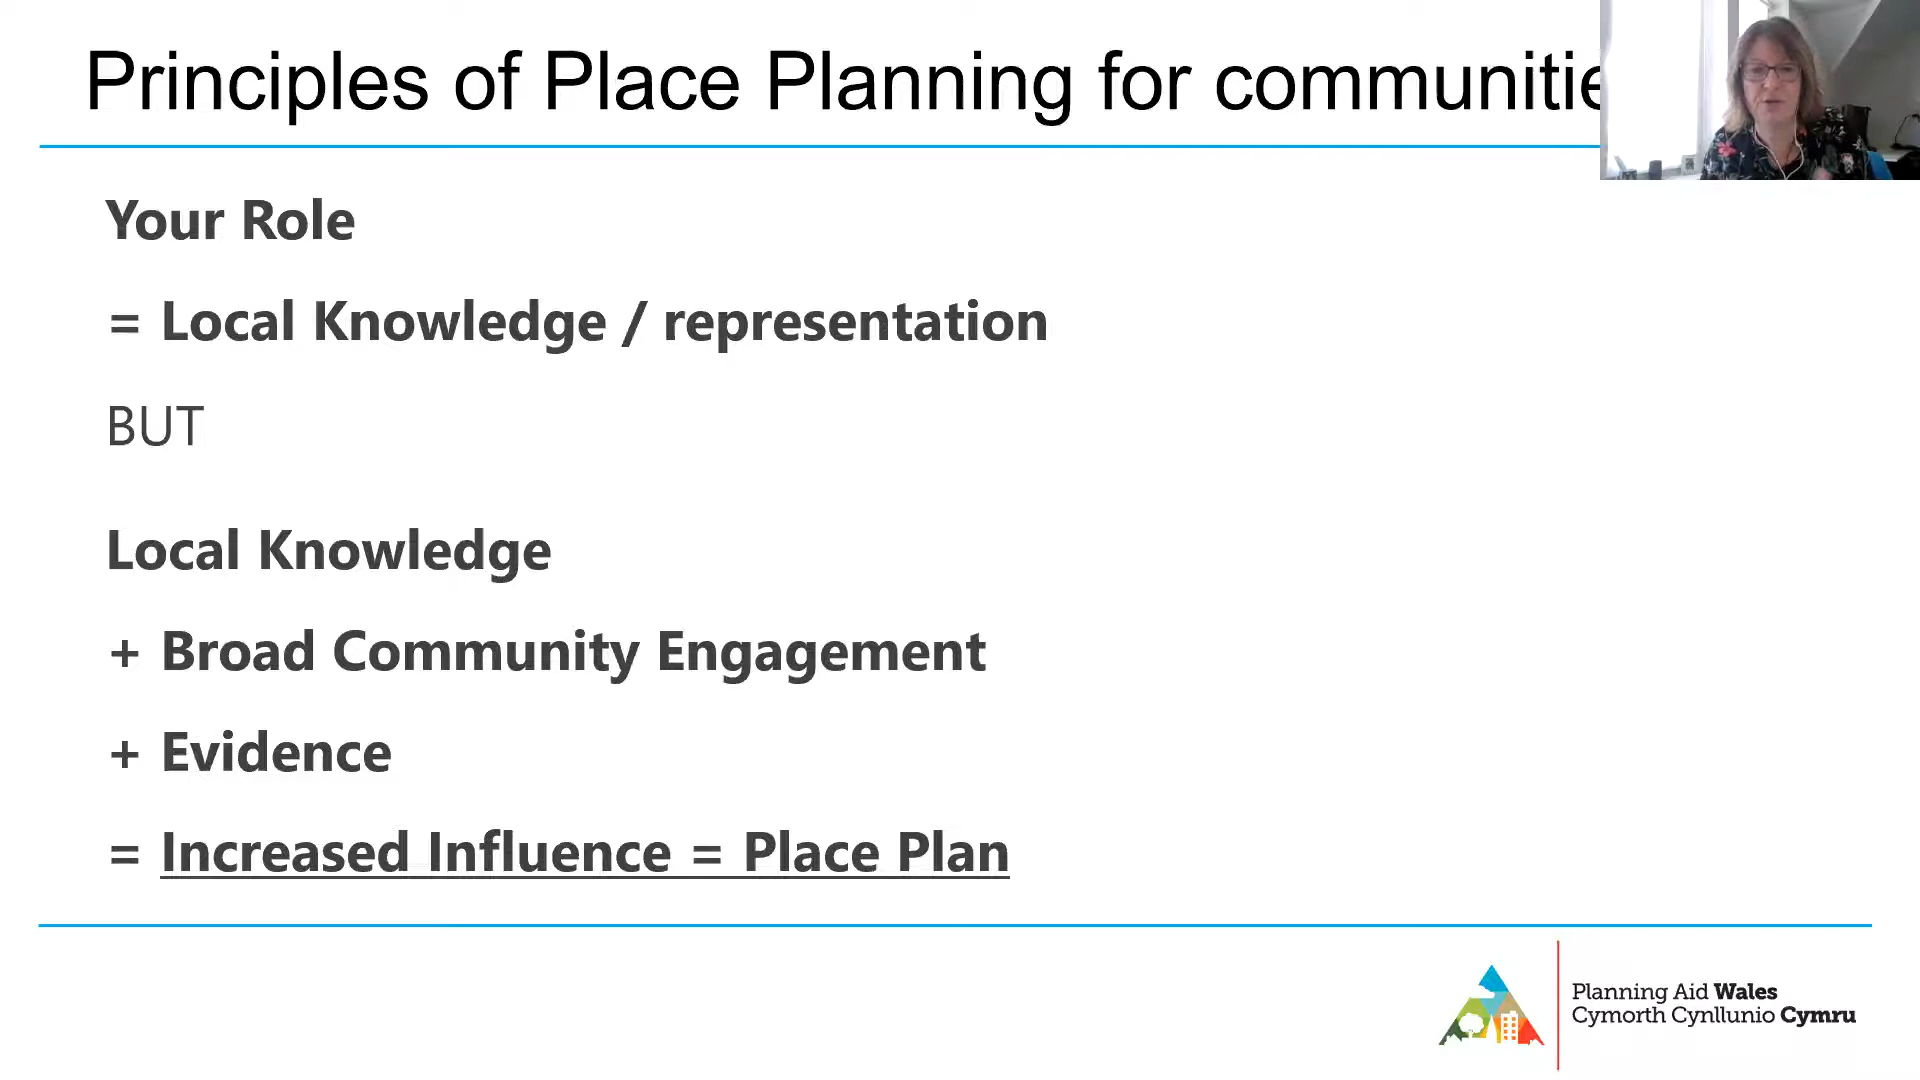 Principles of Place Planning for communitie
Your Role
= Local Knowledge / representation
BUT
Local Knowledge
+ Broad Community Engagement
+ Evidence
= Increased Influence = Place Plan
Planning Aid Wales
Cymorth Cynllunio Cymru